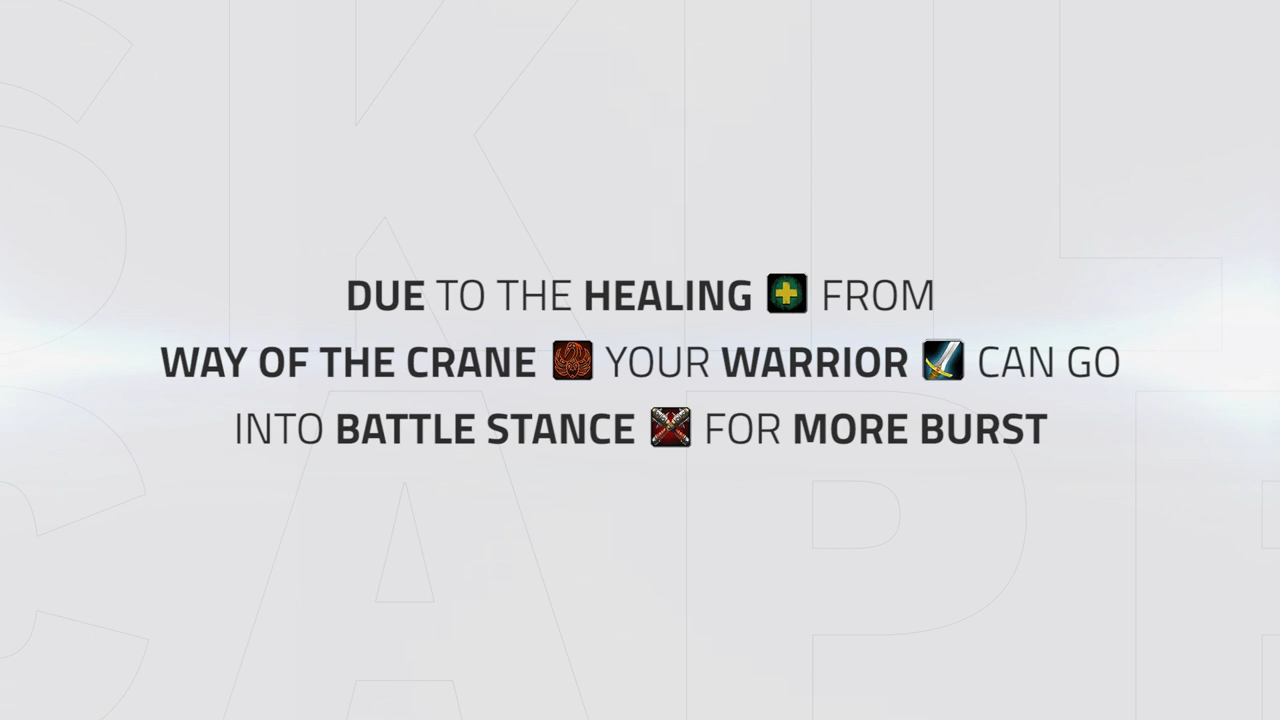 DUE TO THE HEALING FROM
WAY OF THE CRANE YOUR WARRIOR CAN GO
INTO BATTLE STANCE FOR MORE BURST